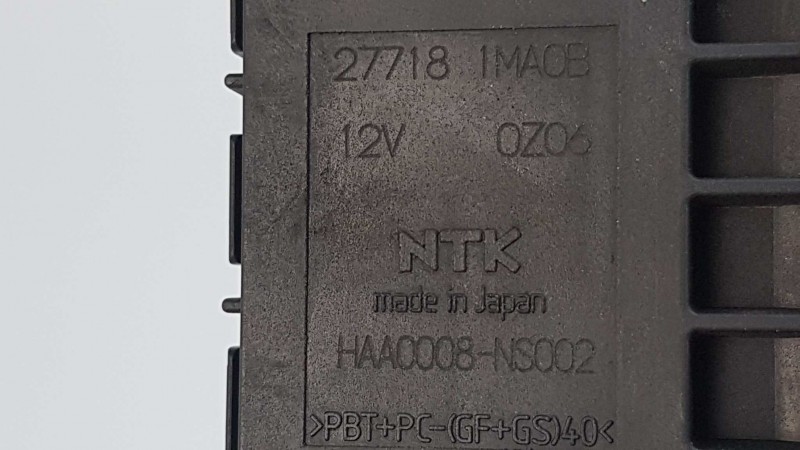 27718 1MA0B
12V 0Z06
NTK
made in Japan
HAA0008-NS002
>PBT+PC-(GF+GS)40<